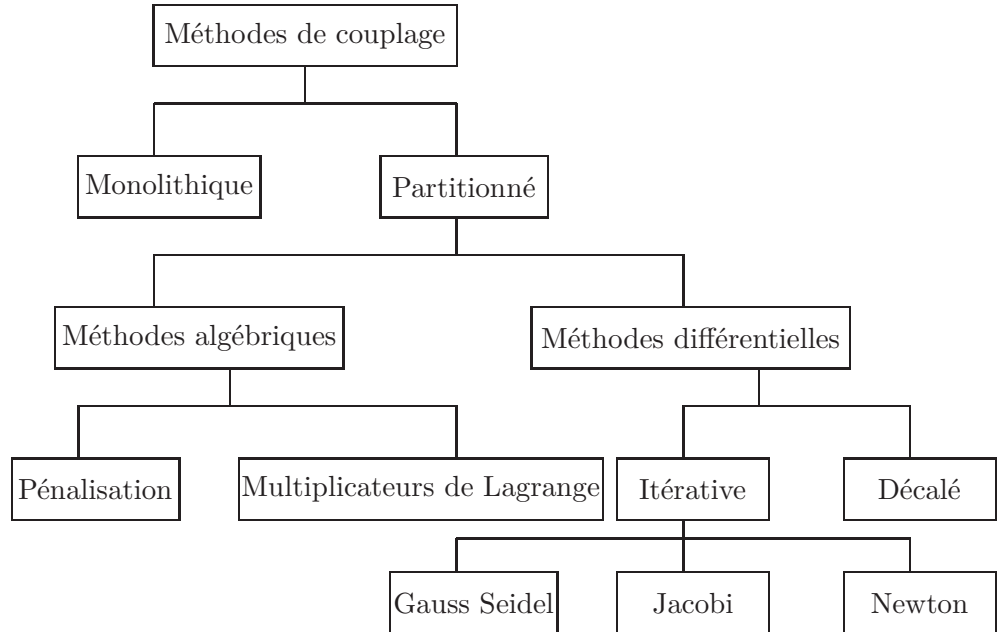 Méthodes de couplage
Monolithique
Partitionné
Méthodes algébriques
Méthodes différentielles
Pénalisation
Multiplicateurs de Lagrange
Itérative
Décalé
Gauss Seidel
Jacobi
Newton